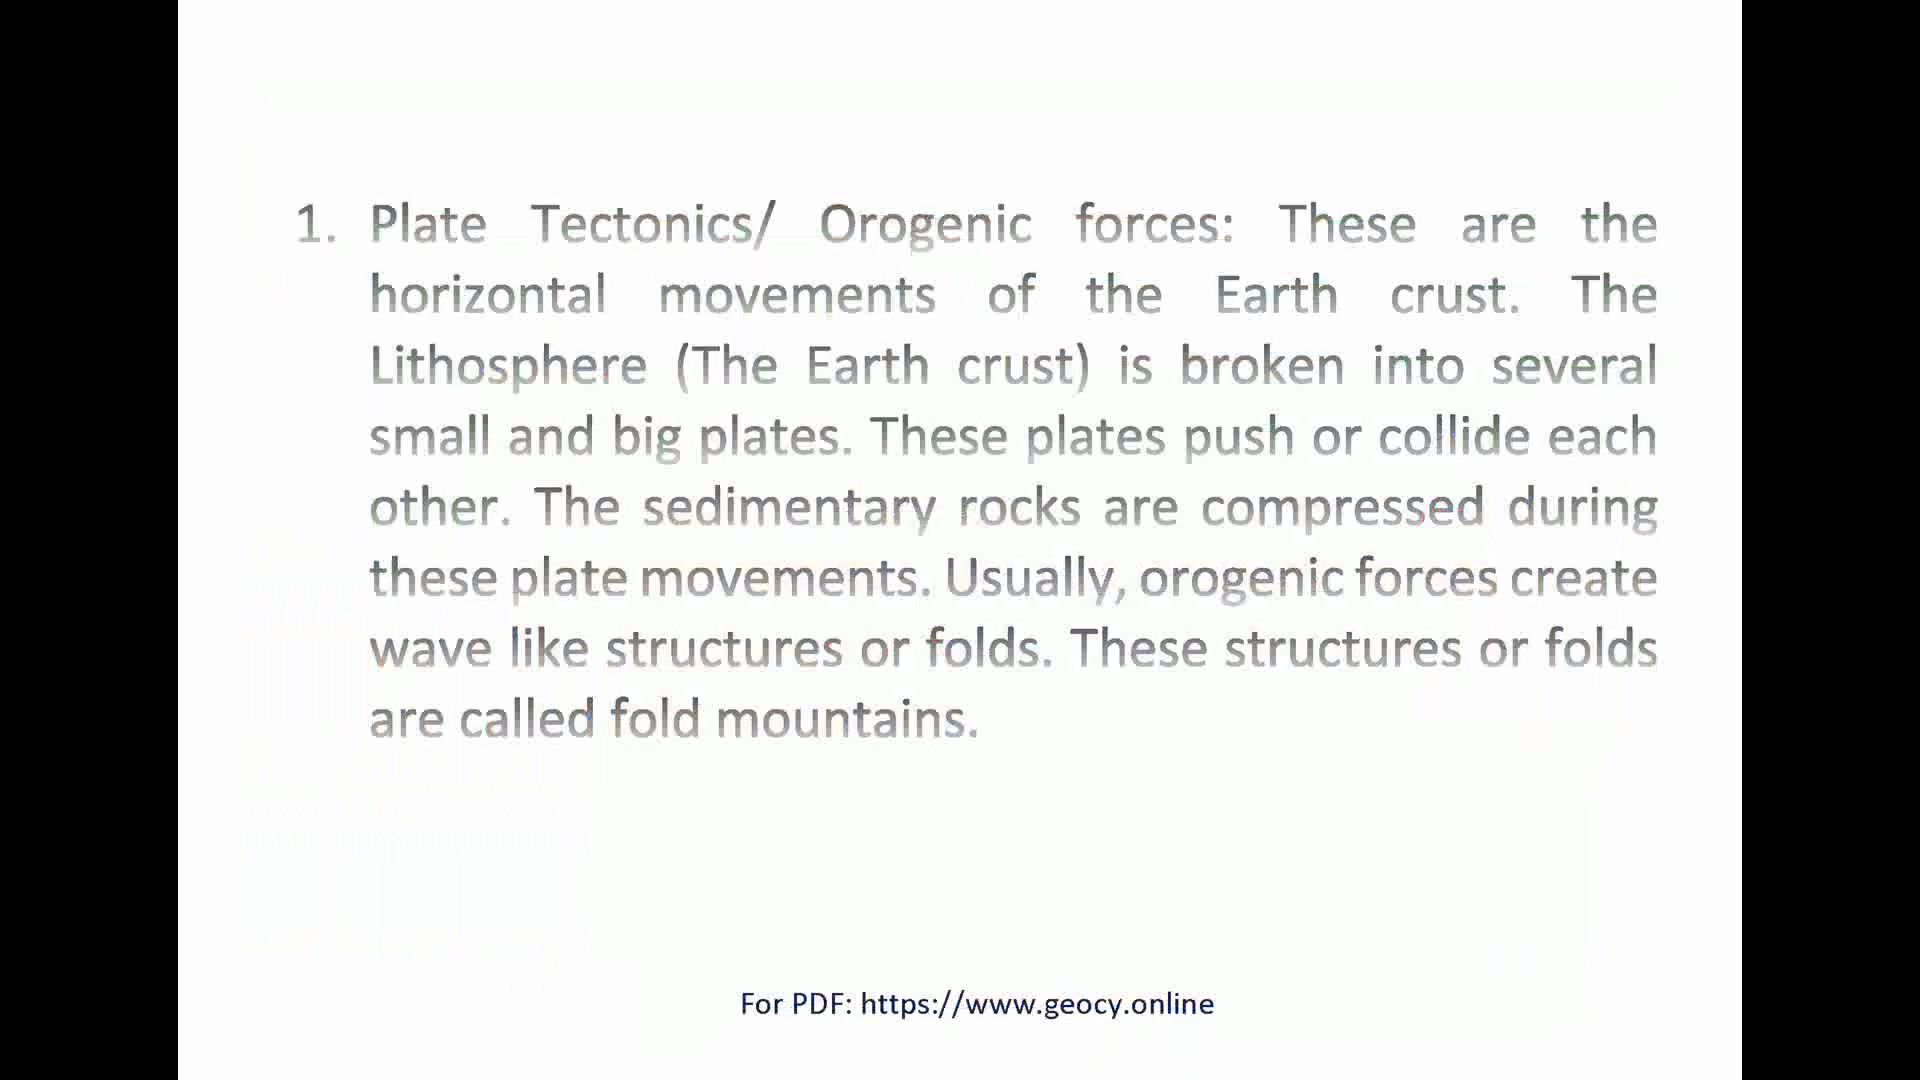 1. Plate Tectonics/ Orogenic forces: These are the
horizontal movements of the Earth crust. The
Lithosphere (The Earth crust) is broken into several
small and big plates. These plates push or collide each
other. The sedimentary rocks are compressed during
these plate movements. Usually, orogenic forces create
wave like structures or folds. These structures or folds
are called fold mountains.
For PDF: https://www.geocy.online